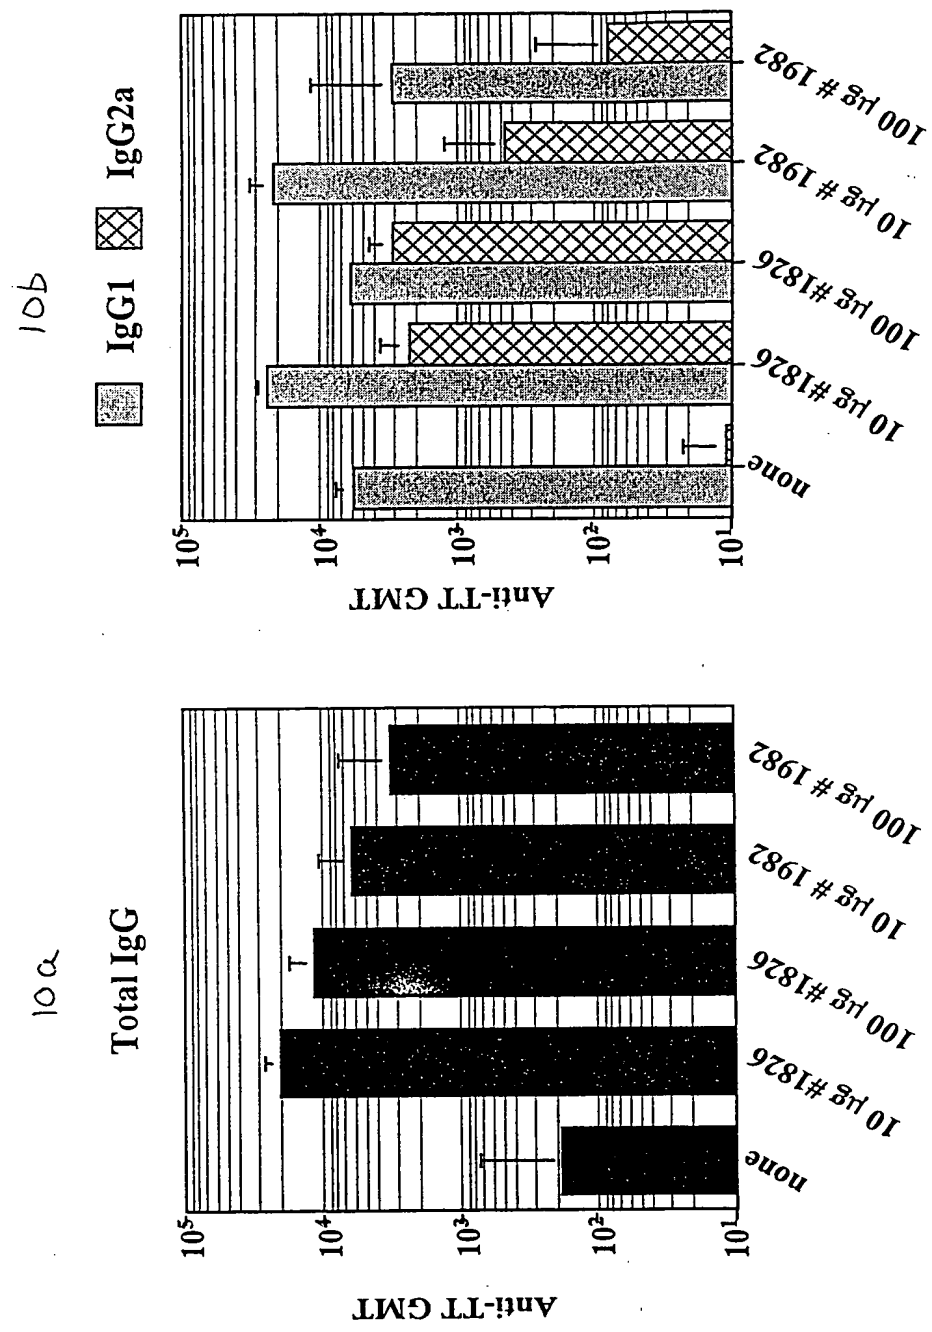 10a
Total IgG
Anti-TT GMT
10⁵
10⁴
10³
10²
10¹
none
10 µg #1826
100 µg #1826
10 µg # 1982
100 µg # 1982
10b
IgG1
IgG2a
Anti-TT GMT
10⁵
10⁴
10³
10²
10¹
none
10 µg #1826
100 µg #1826
10 µg # 1982
100 µg # 1982